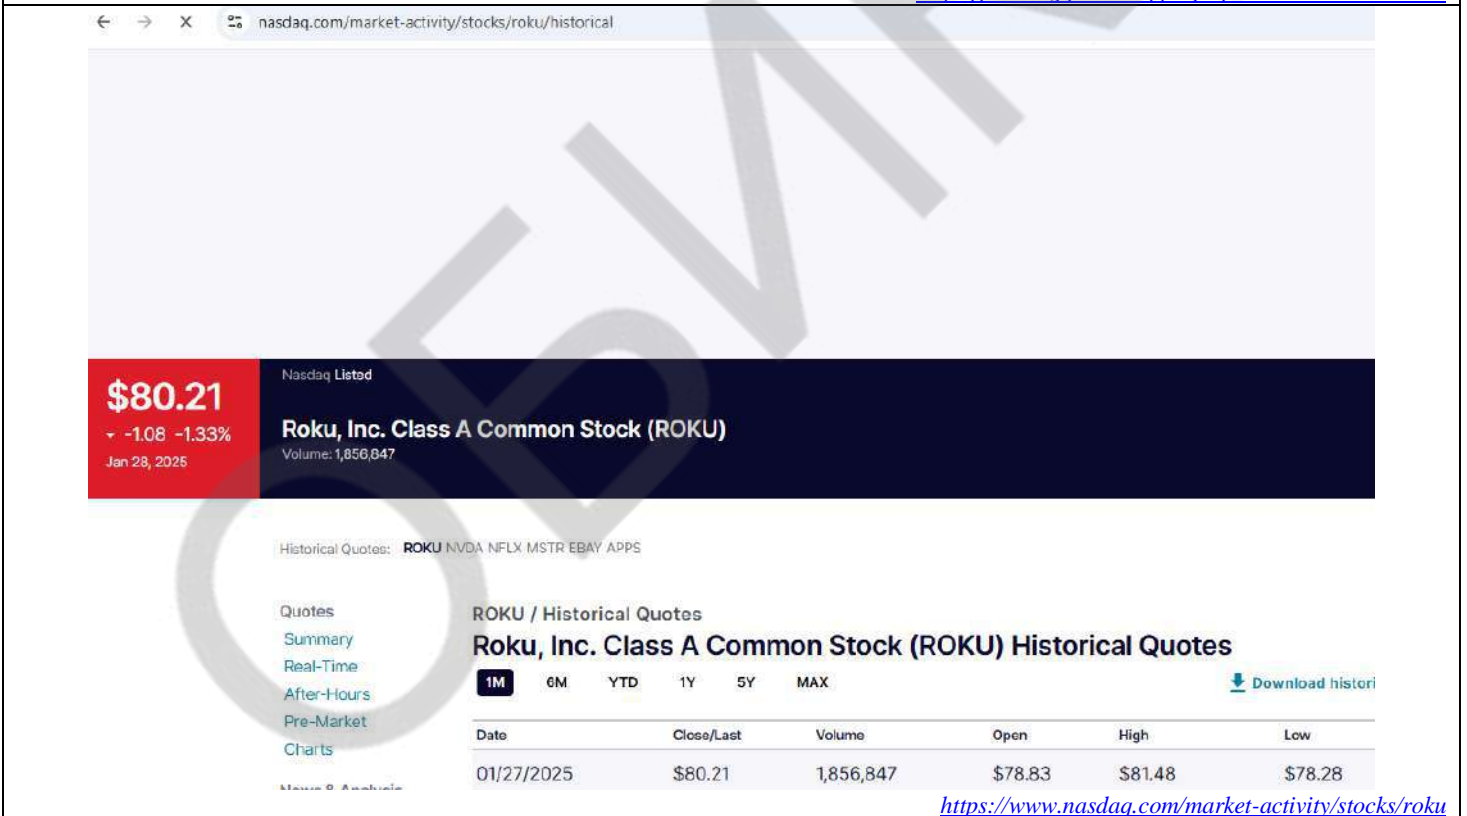 nasdaq.com/market-activity/stocks/roku/historical
$80.21
-1.08 -1.33%
Jan 28, 2025
Nasdaq Listed
Roku, Inc. Class A Common Stock (ROKU)
Volume: 1,856,847
Historical Quotes: ROKU NVDA NFLX MSTR EBAY APPS
Quotes
Summary
Real-Time
After-Hours
Pre-Market
Charts
News & Analysis
ROKU / Historical Quotes
Roku, Inc. Class A Common Stock (ROKU) Historical Quotes
1M 6M YTD 1Y 5Y MAX
Download histori
Date Close/Last Volume Open High Low
01/27/2025 $80.21 1,856,847 $78.83 $81.48 $78.28
https://www.nasdaq.com/market-activity/stocks/roku